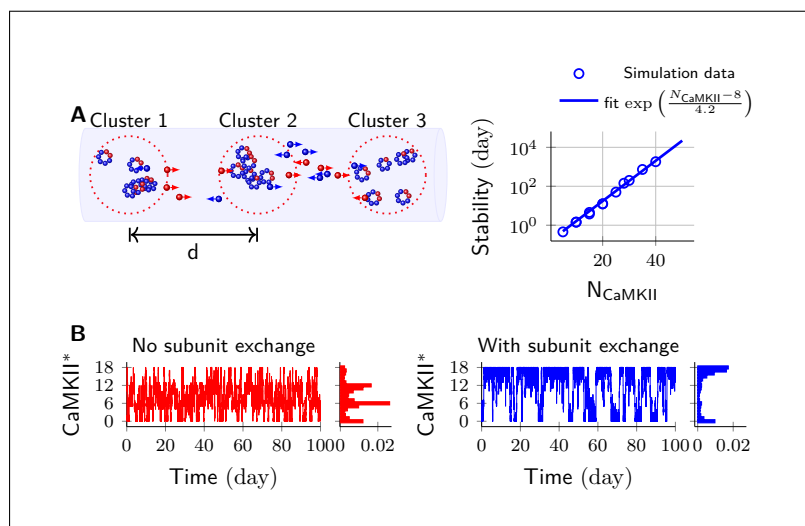 A
Cluster 1 Cluster 2 Cluster 3
d
Simulation data
fit exp (N_CaMKII−8 / 4.2)
Stability (day)
10^4
10^2
10^0
20 40
N_CaMKII
B
No subunit exchange
CaMKII*
18
12
6
0
0 20 40 60 80 100
0 0.02
Time (day)
With subunit exchange
CaMKII*
18
12
6
0
0 20 40 60 80 100
0 0.02
Time (day)